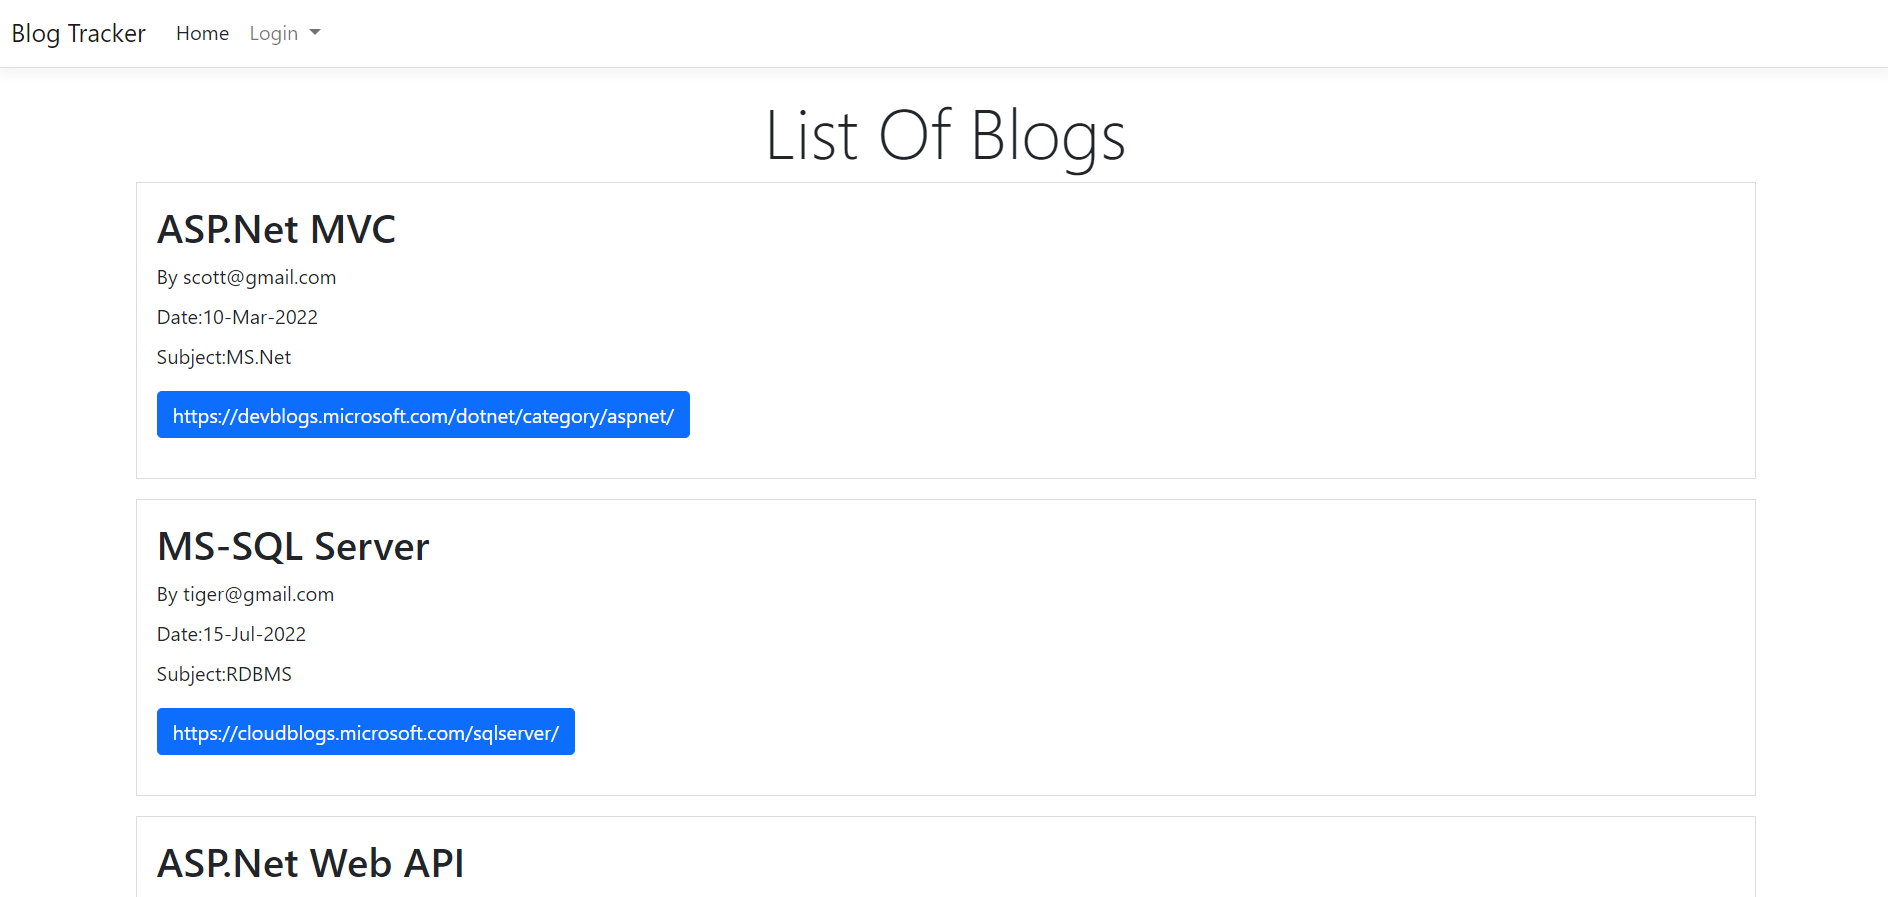 Blog Tracker Home Login
List Of Blogs
ASP.Net MVC
By scott@gmail.com
Date:10-Mar-2022
Subject:MS.Net
https://devblogs.microsoft.com/dotnet/category/aspnet/
MS-SQL Server
By tiger@gmail.com
Date:15-Jul-2022
Subject:RDBMS
https://cloudblogs.microsoft.com/sqlserver/
ASP.Net Web API